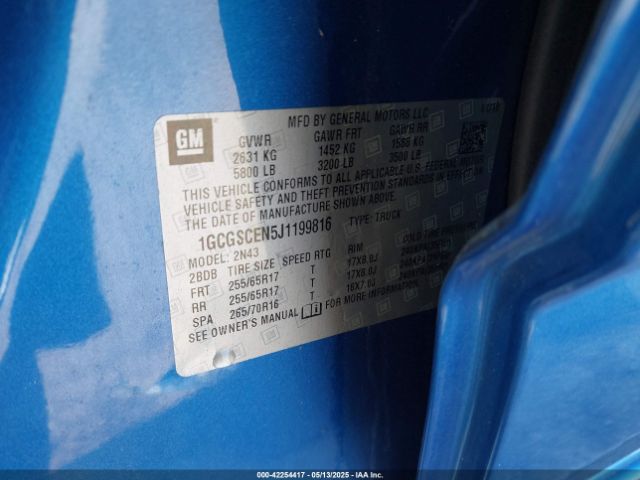 GM
MFD BY GENERAL MOTORS LLC
GVWR GAWR FRT GAWR RR
2631 KG 1452 KG 1588 KG
5800 LB 3200 LB 3500 LB
THIS VEHICLE CONFORMS TO ALL APPLICABLE U.S. FEDERAL MOTOR
VEHICLE SAFETY AND THEFT PREVENTION STANDARDS IN EFFECT ON
THE DATE OF MANUFACTURE SHOWN ABOVE.
1GCGSCEN5J1199816 TYPE: TRUCK
MODEL: 2N43
2BDB TIRE SIZE SPEED RTG RIM COLD TIRE
FRT 255/65R17 T 17X8.0J
RR 255/65R17 T 17X8.0J
SPA 265/70R16 T 16X7.0J
SEE OWNER'S MANUAL FOR MORE INFORMATION.
000-42254417 - 05/13/2025 - IAA Inc.